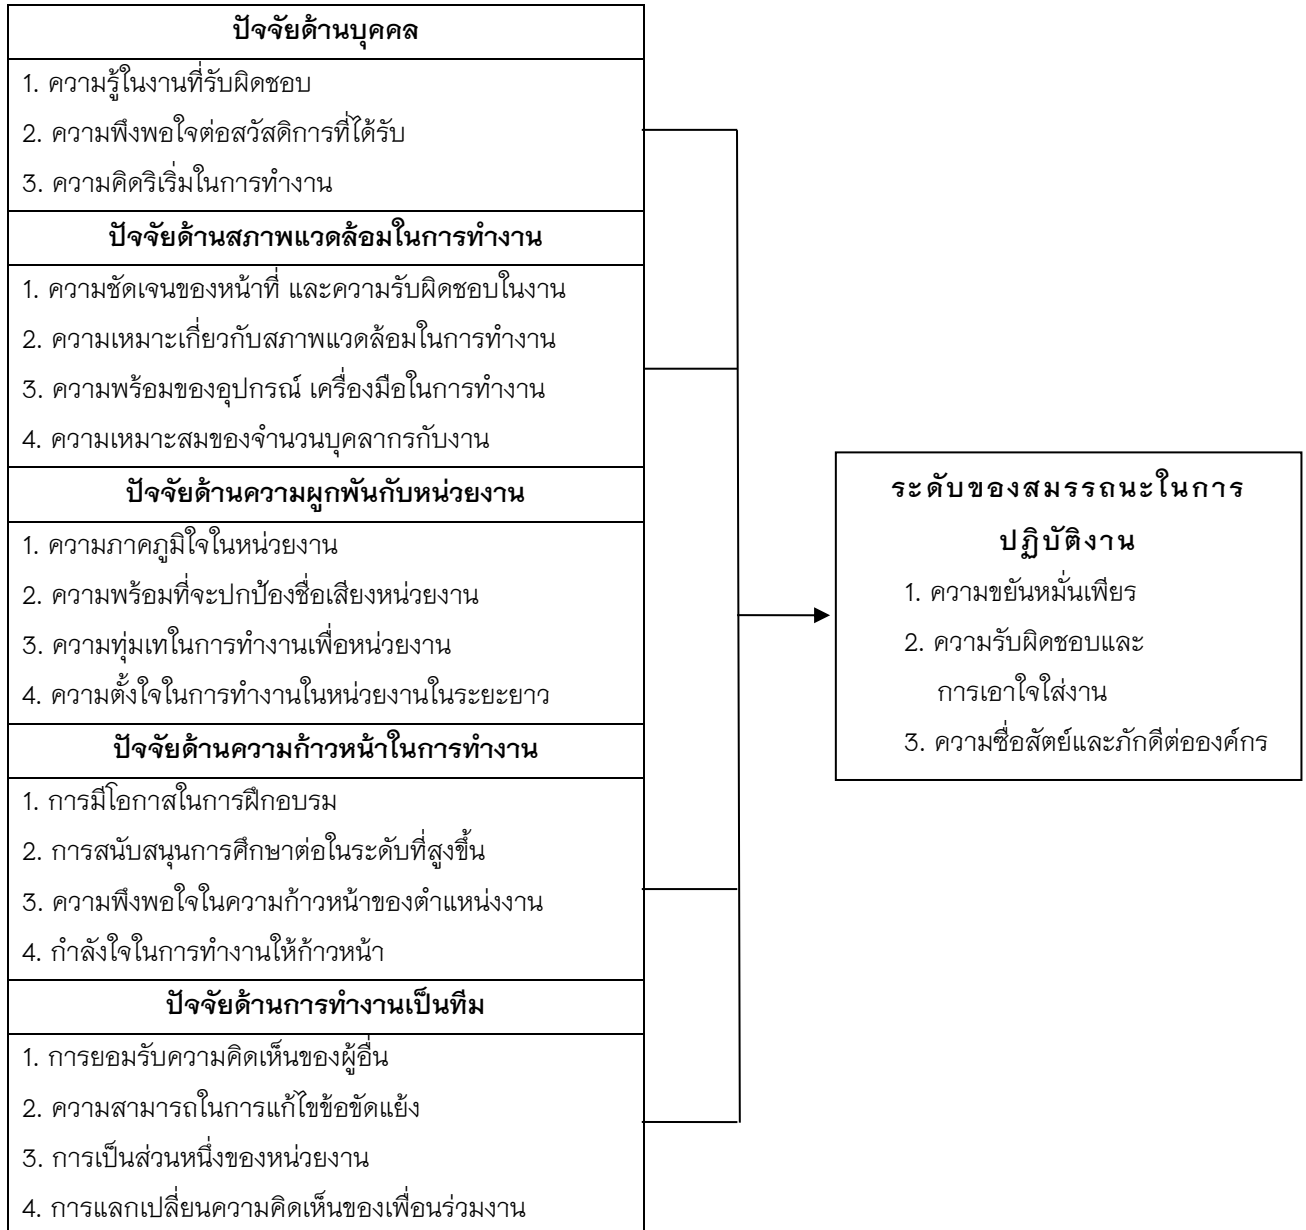 ปัจจัยด้านบุคคล
1. ความรู้ในงานที่รับผิดชอบ
2. ความพึงพอใจต่อสวัสดิการที่ได้รับ
3. ความคิดริเริ่มในการทำงาน
ปัจจัยด้านสภาพแวดล้อมในการทำงาน
1. ความชัดเจนของหน้าที่ และความรับผิดชอบในงาน
2. ความเหมาะเกี่ยวกับสภาพแวดล้อมในการทำงาน
3. ความพร้อมของอุปกรณ์ เครื่องมือในการทำงาน
4. ความเหมาะสมของจำนวนบุคลากรกับงาน
ปัจจัยด้านความผูกพันกับหน่วยงาน
1. ความภาคภูมิใจในหน่วยงาน
2. ความพร้อมที่จะปกป้องชื่อเสียงหน่วยงาน
3. ความทุ่มเทในการทำงานเพื่อหน่วยงาน
4. ความตั้งใจในการทำงานในหน่วยงานในระยะยาว
ปัจจัยด้านความก้าวหน้าในการทำงาน
1. การมีโอกาสในการฝึกอบรม
2. การสนับสนุนการศึกษาต่อในระดับที่สูงขึ้น
3. ความพึงพอใจในความก้าวหน้าของตำแหน่งงาน
4. กำลังใจในการทำงานให้ก้าวหน้า
ปัจจัยด้านการทำงานเป็นทีม
1. การยอมรับความคิดเห็นของผู้อื่น
2. ความสามารถในการแก้ไขข้อขัดแย้ง
3. การเป็นส่วนหนึ่งของหน่วยงาน
4. การแลกเปลี่ยนความคิดเห็นของเพื่อนร่วมงาน
ระดับของสมรรถนะในการ
ปฏิบัติงาน
1. ความขยันหมั่นเพียร
2. ความรับผิดชอบและ
การเอาใจใส่งาน
3. ความซื่อสัตย์และภักดีต่อองค์กร